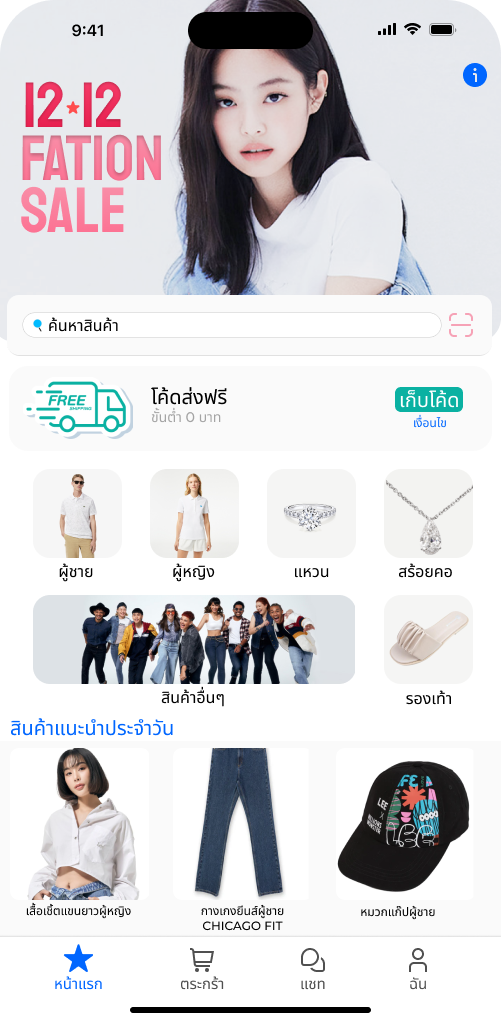 9:41
12★12
FATION
SALE
ค้นหาสินค้า
FREE
SHIPPING
โค้ดส่งฟรี
ขั้นต่ำ 0 บาท
เก็บโค้ด
เงื่อนไข
ผู้ชาย
ผู้หญิง
แหวน
สร้อยคอ
สินค้าอื่นๆ
รองเท้า
สินค้าแนะนำประจำวัน
LEE
X
เสื้อเชิ้ตแขนยาวผู้หญิง
กางเกงยีนส์ผู้ชาย
CHICAGO FIT
หมวกแก๊ปผู้ชาย
หน้าแรก
ตระกร้า
แชท
ฉัน